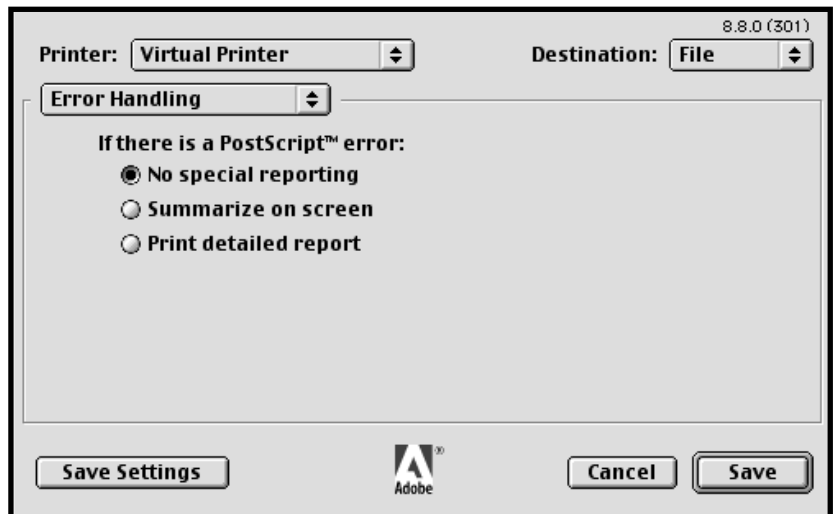 8.8.0 (301)
Printer: Virtual Printer Destination: File
Error Handling
If there is a PostScript™ error:
No special reporting
Summarize on screen
Print detailed report
Save Settings Adobe ® Cancel Save